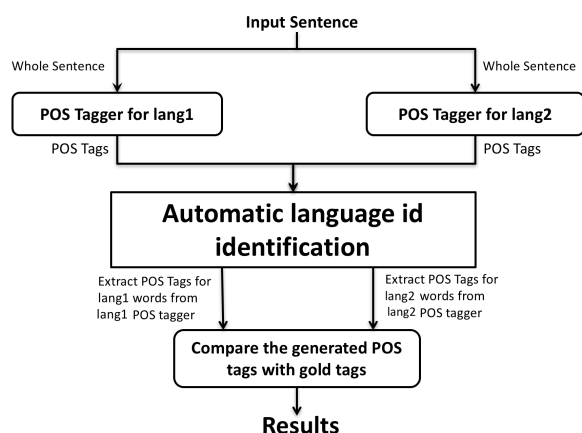 Input Sentence
Whole Sentence
Whole Sentence
POS Tagger for lang1
POS Tagger for lang2
POS Tags
POS Tags
Automatic language id
identification
Extract POS Tags for
lang1 words from
lang1 POS tagger
Extract POS Tags for
lang2 words from
lang2 POS tagger
Compare the generated POS
tags with gold tags
Results